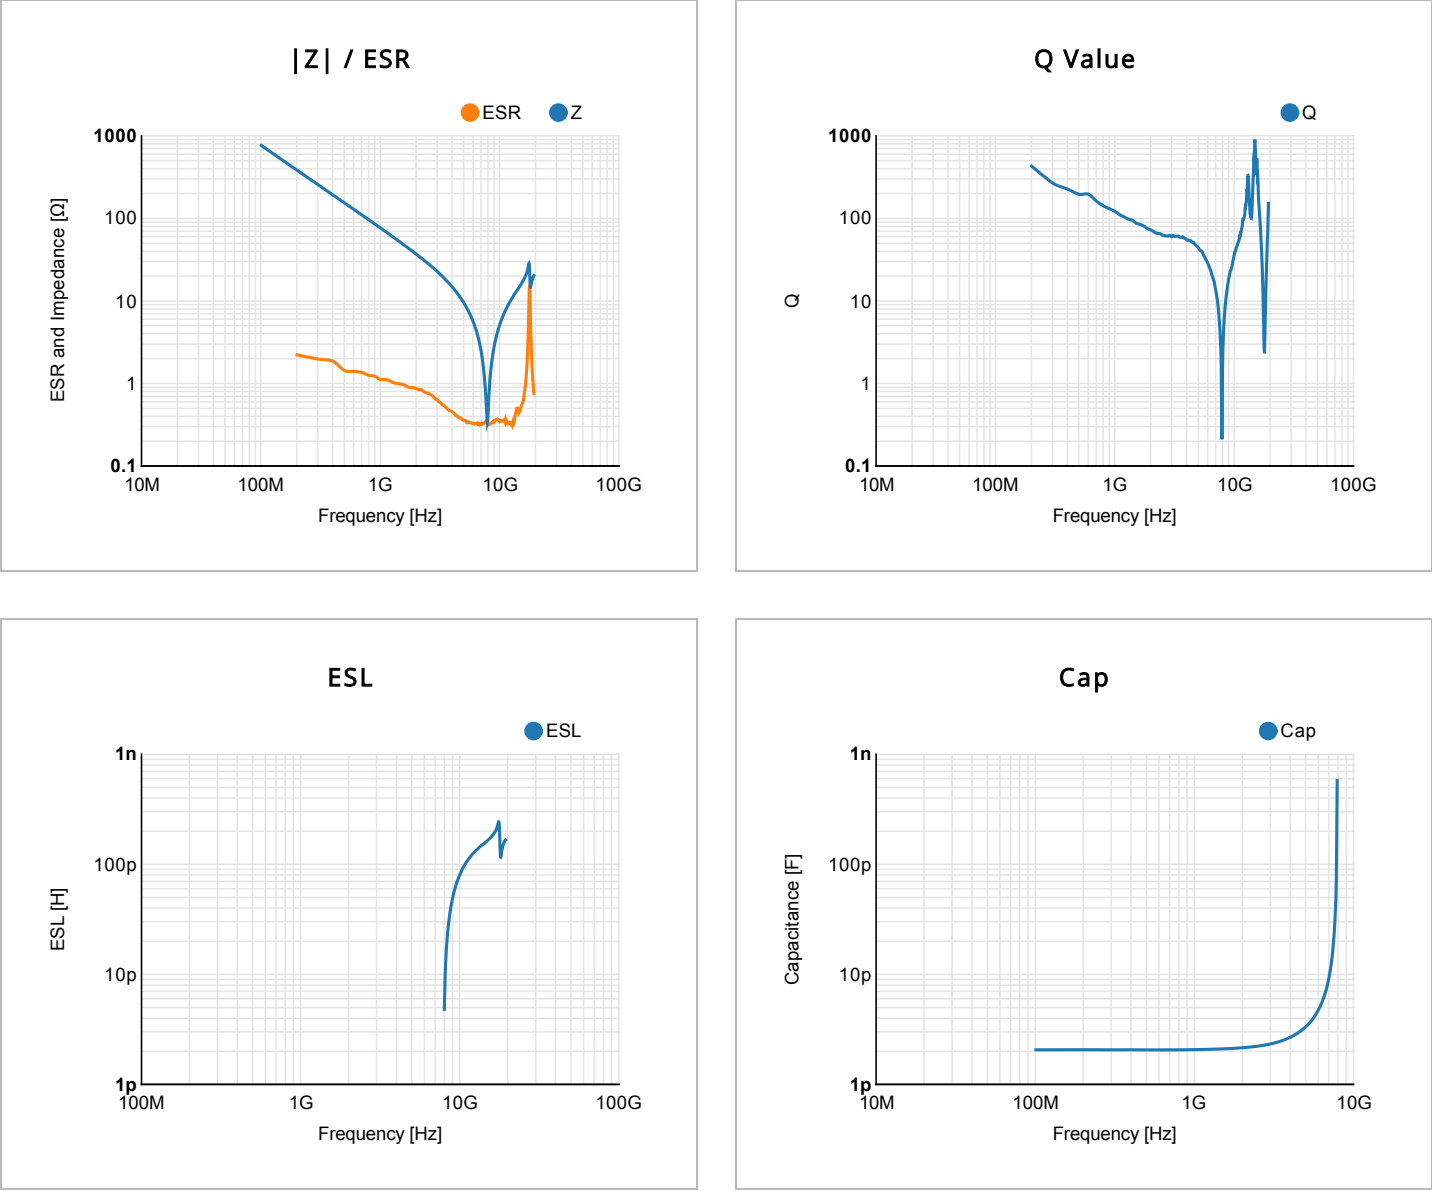 |Z| / ESR
ESR Z
1000
100
10
1
0.1
ESR and Impedance [Ω]
10M 100M 1G 10G 100G
Frequency [Hz]
Q Value
Q
1000
100
10
1
0.1
Q
10M 100M 1G 10G 100G
Frequency [Hz]
ESL
ESL
1n
100p
10p
1p
ESL [H]
100M 1G 10G 100G
Frequency [Hz]
Cap
Cap
1n
100p
10p
1p
Capacitance [F]
10M 100M 1G 10G
Frequency [Hz]